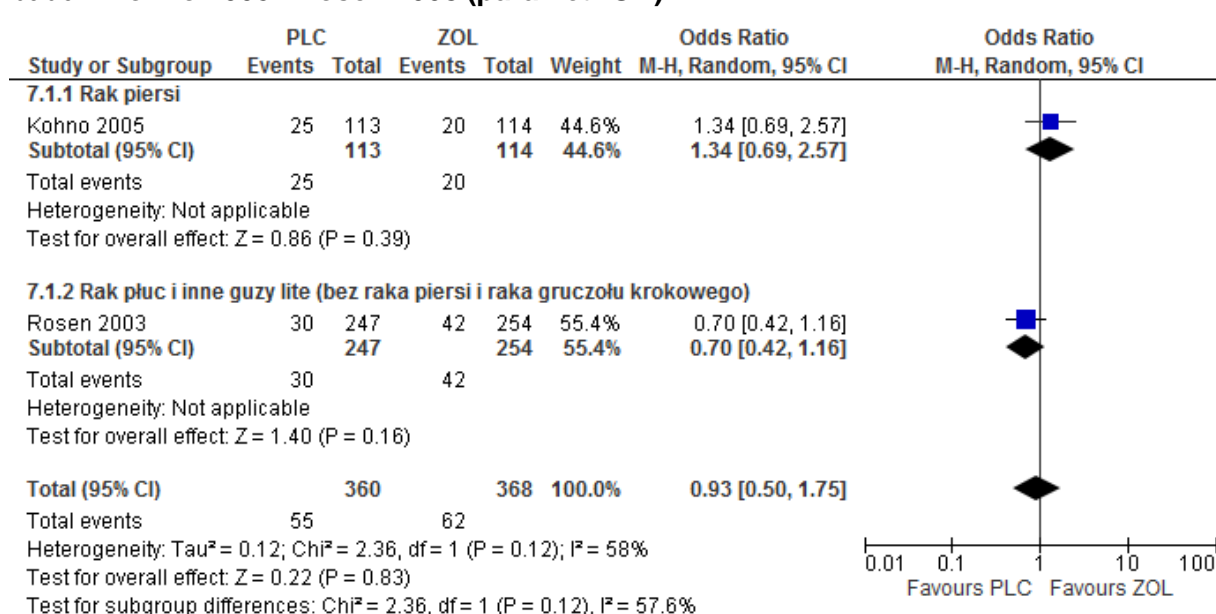 PLC ZOL Odds Ratio Odds Ratio
Study or Subgroup Events Total Events Total Weight M-H, Random, 95% CI M-H, Random, 95% CI
7.1.1 Rak piersi
Kohno 2005 25 113 20 114 44.6% 1.34 [0.69, 2.57]
Subtotal (95% CI) 113 114 44.6% 1.34 [0.69, 2.57]
Total events 25 20
Heterogeneity: Not applicable
Test for overall effect: Z = 0.86 (P = 0.39)
7.1.2 Rak płuc i inne guzy lite (bez raka piersi i raka gruczołu krokowego)
Rosen 2003 30 247 42 254 55.4% 0.70 [0.42, 1.16]
Subtotal (95% CI) 247 254 55.4% 0.70 [0.42, 1.16]
Total events 30 42
Heterogeneity: Not applicable
Test for overall effect: Z = 1.40 (P = 0.16)
Total (95% CI) 360 368 100.0% 0.93 [0.50, 1.75]
Total events 55 62
Heterogeneity: Tau² = 0.12; Chi² = 2.36, df = 1 (P = 0.12); I² = 58%
Test for overall effect: Z = 0.22 (P = 0.83)
Test for subgroup differences: Chi² = 2.36, df = 1 (P = 0.12), I² = 57.6%
0.01 0.1 1 10 100
Favours PLC Favours ZOL